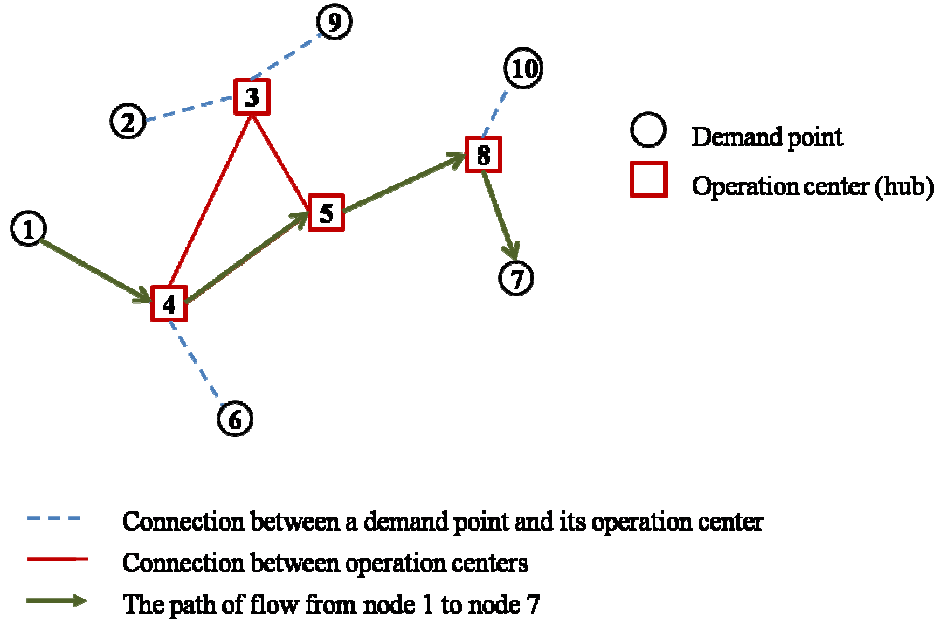 9
10
3
2
8
Demand point
Operation center (hub)
5
1
7
4
6
Connection between a demand point and its operation center
Connection between operation centers
The path of flow from node 1 to node 7